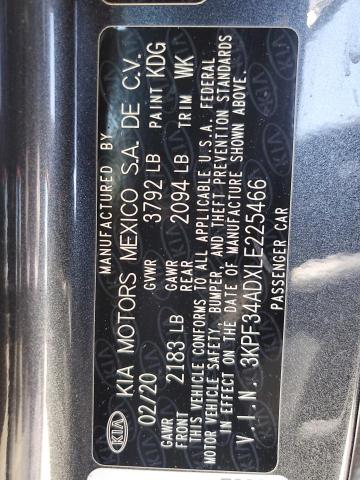 MANUFACTURED BY
KIA KIA MOTORS MEXICO S.A. DE C.V.
02/20 GVWR 3792 LB PAINT KDG
GAWR FRONT 2183 LB GAWR REAR 2094 LB TRIM WK
THIS VEHICLE CONFORMS TO ALL APPLICABLE U.S.A. FEDERAL
MOTOR VEHICLE SAFETY, BUMPER, AND THEFT PREVENTION STANDARDS
IN EFFECT ON THE DATE OF MANUFACTURE SHOWN ABOVE.
V.I.N. 3KPF34ADXLE225466
PASSENGER CAR